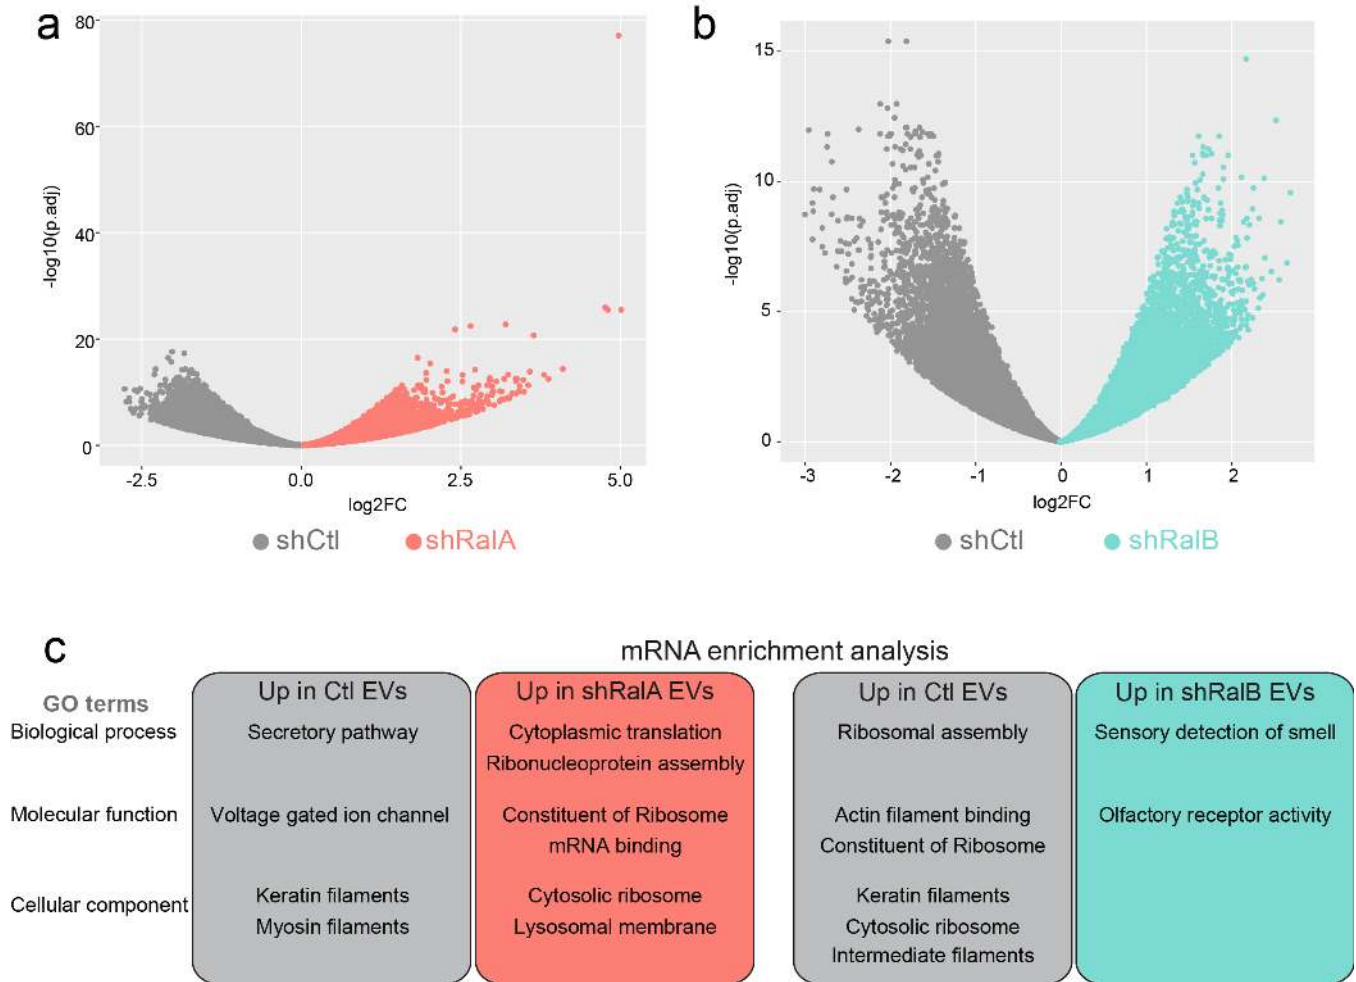 a
80
60
40
20
0
-log10(p.adj)
-2.5 0.0 2.5 5.0
log2FC
shCtl shRalA
b
15
10
5
0
-log10(p.adj)
-3 -2 -1 0 1 2
log2FC
shCtl shRalB
c
mRNA enrichment analysis
GO terms
Up in Ctl EVs Up in shRalA EVs Up in Ctl EVs Up in shRalB EVs
Biological process Secretory pathway Cytoplasmic translation Ribosomal assembly Sensory detection of smell
Ribonucleoprotein assembly
Molecular function Voltage gated ion channel Constituent of Ribosome Actin filament binding Olfactory receptor activity
mRNA binding Constituent of Ribosome
Cellular component Keratin filaments Cytosolic ribosome Keratin filaments
Myosin filaments Lysosomal membrane Cytosolic ribosome
Intermediate filaments